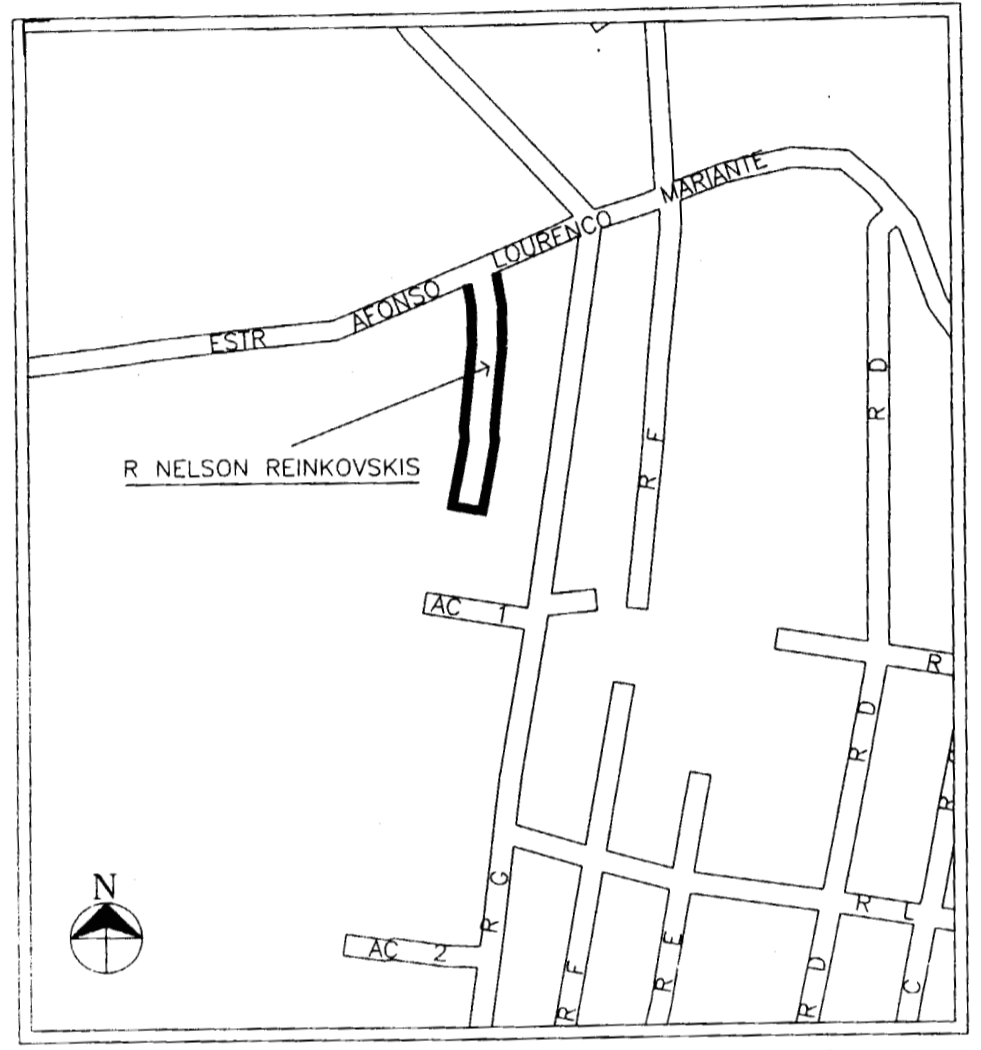 ESTR AFONSO LOURENCO MARIANTE
R NELSON REINKOVSKIS
R F
R D
AC 1
R
R D
R
R G
R L
AC 2
R F
R E
R D
C
N